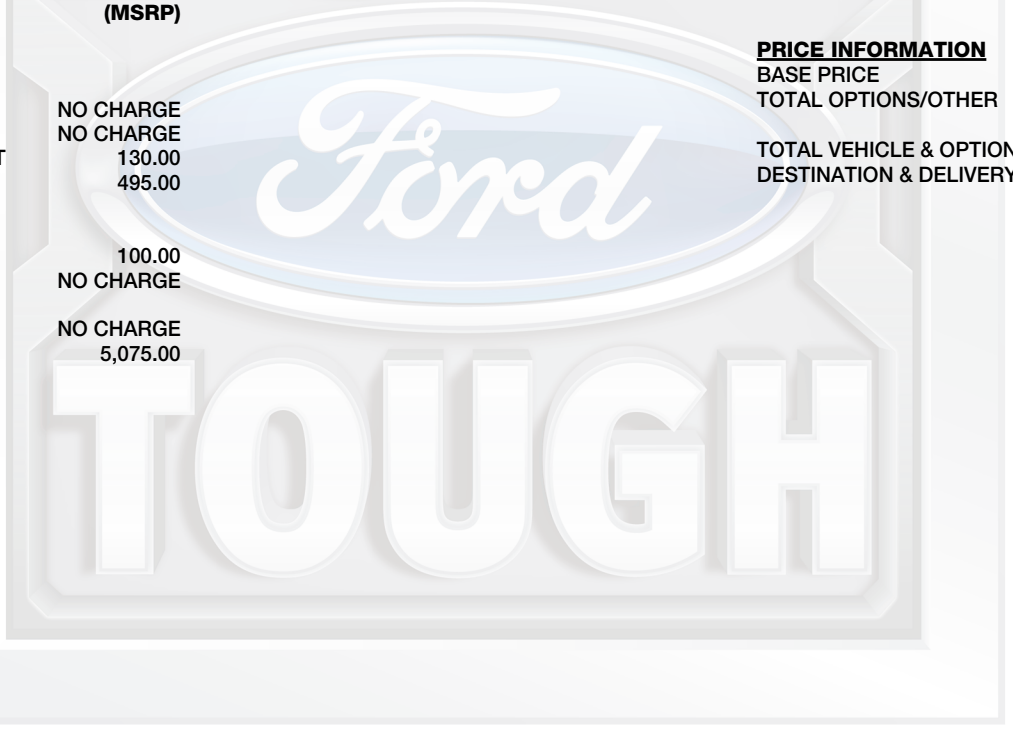 (MSRP)
NO CHARGE
NO CHARGE
T 130.00
495.00
100.00
NO CHARGE
NO CHARGE
5,075.00
PRICE INFORMATION
BASE PRICE
TOTAL OPTIONS/OTHER
TOTAL VEHICLE & OPTION
DESTINATION & DELIVERY
Ford
TOUGH